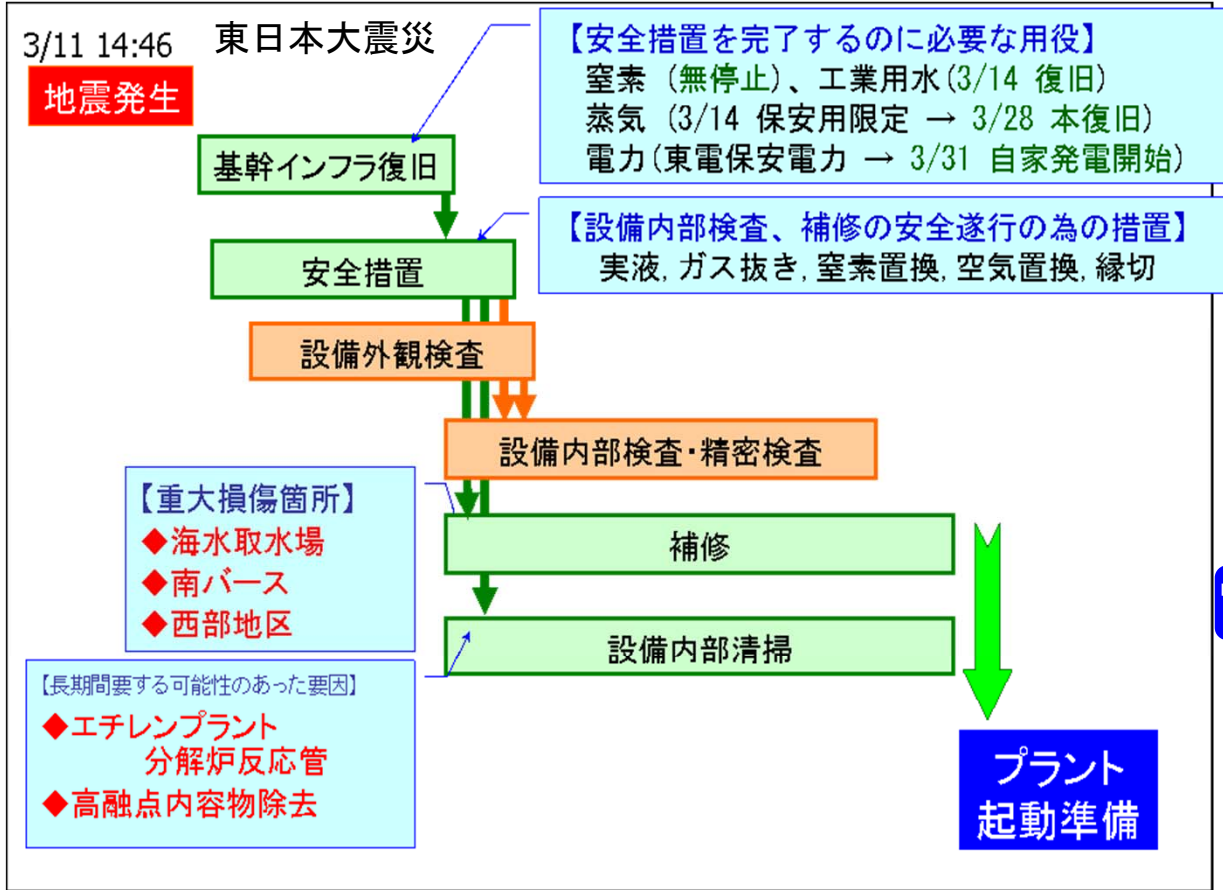 3/11 14:46 東日本大震災
地震発生
【安全措置を完了するのに必要な用役】
窒素 (無停止)、工業用水(3/14 復旧)
蒸気 (3/14 保安用限定 → 3/28 本復旧)
電力(東電保安電力 → 3/31 自家発電開始)
基幹インフラ復旧
【設備内部検査、補修の安全遂行の為の措置】
実液, ガス抜き, 窒素置換, 空気置換, 縁切
安全措置
設備外観検査
設備内部検査・精密検査
【重大損傷箇所】
◆海水取水場
◆南バース
◆西部地区
補修
設備内部清掃
【長期間要する可能性のあった要因】
◆エチレンプラント
分解炉反応管
◆高融点内容物除去
プラント
起動準備